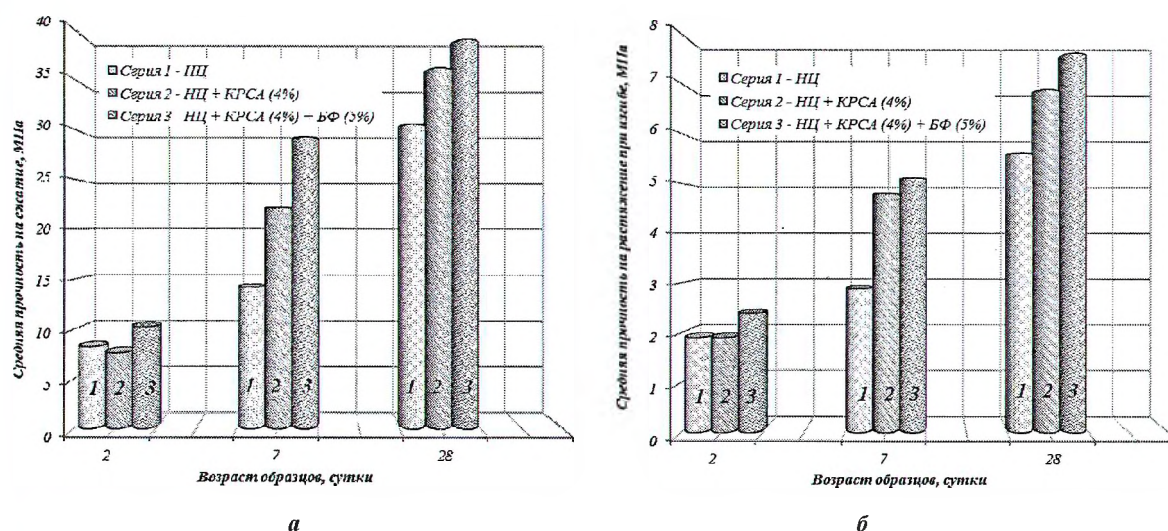 Средняя прочность на сжатие, МПа
40
35
30
25
20
15
10
5
0
Серия 1 - НЦ
Серия 2 - НЦ + КРСА (4%)
Серия 3 - НЦ + КРСА (4%) + БФ (5%)
1 2 3
1 2 3
1 2 3
2 7 28
Возраст образцов, сутки
а
Средняя прочность на растяжение при изгибе, МПа
8
7
6
5
4
3
2
1
0
Серия 1 - НЦ
Серия 2 - НЦ + КРСА (4%)
Серия 3 - НЦ + КРСА (4%) + БФ (5%)
1 2 3
1 2 3
1 2 3
2 7 28
Возраст образцов, сутки
б